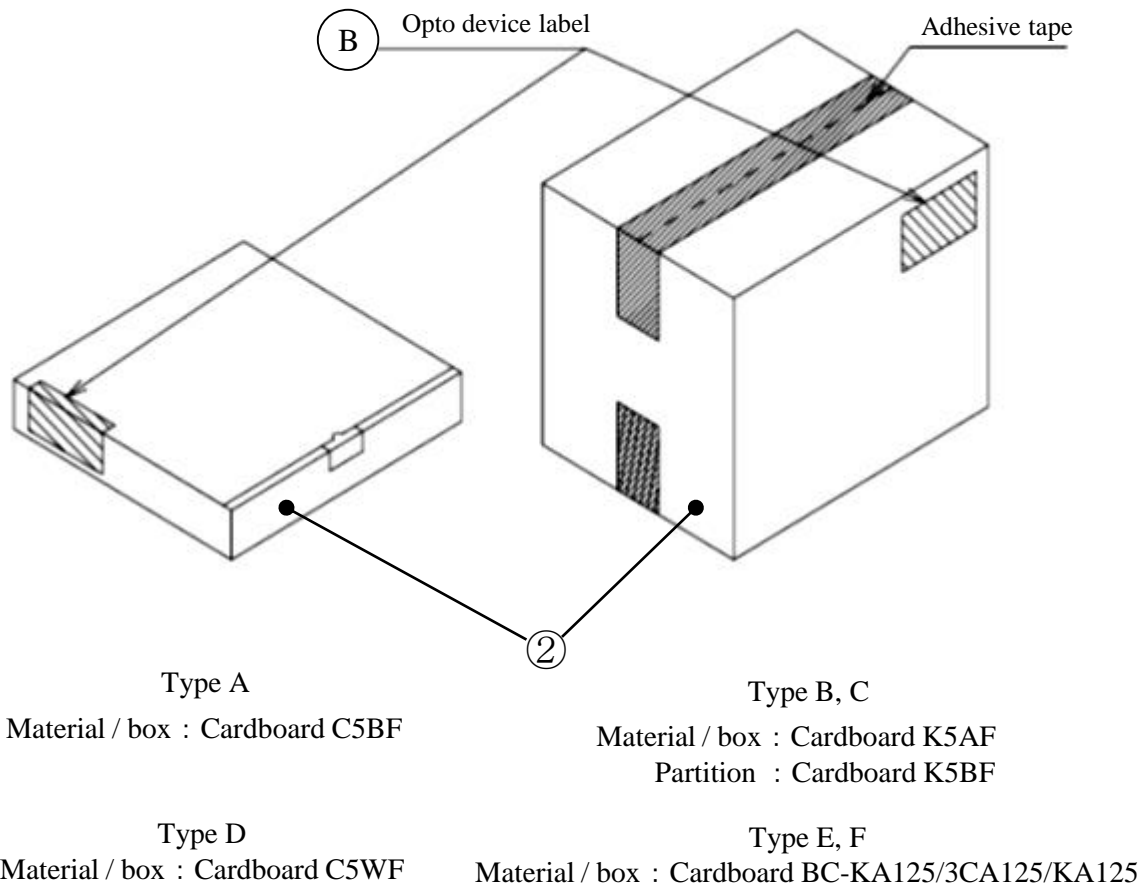 B
Opto device label
Adhesive tape
②
Type A
Material / box : Cardboard C5BF
Type B, C
Material / box : Cardboard K5AF
Partition : Cardboard K5BF
Type D
Material / box : Cardboard C5WF
Type E, F
Material / box : Cardboard BC-KA125/3CA125/KA125